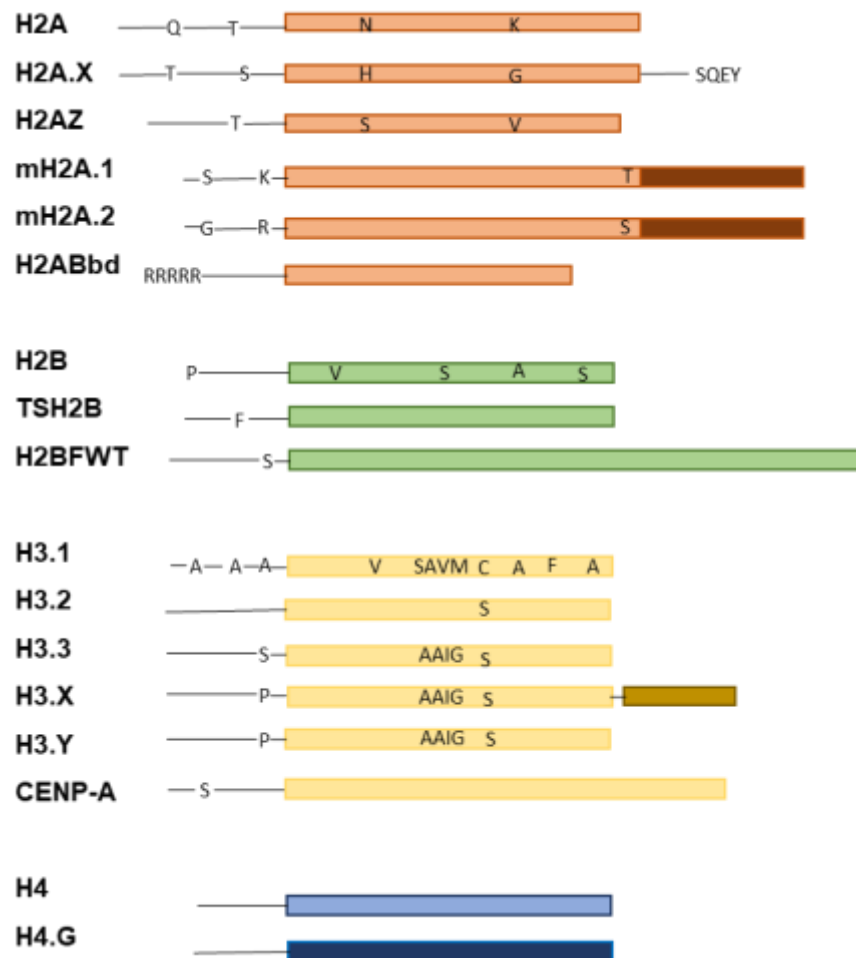 H2A Q T N K
H2A.X T S H G SQEY
H2AZ T S V
mH2A.1 S K T
mH2A.2 G R S
H2ABbd RRRRR
H2B P V S A S
TSH2B F
H2BFWT S
H3.1 A A A V SAVM C A F A
H3.2 S
H3.3 S AAIG S
H3.X P AAIG S
H3.Y P AAIG S
CENP-A S
H4
H4.G